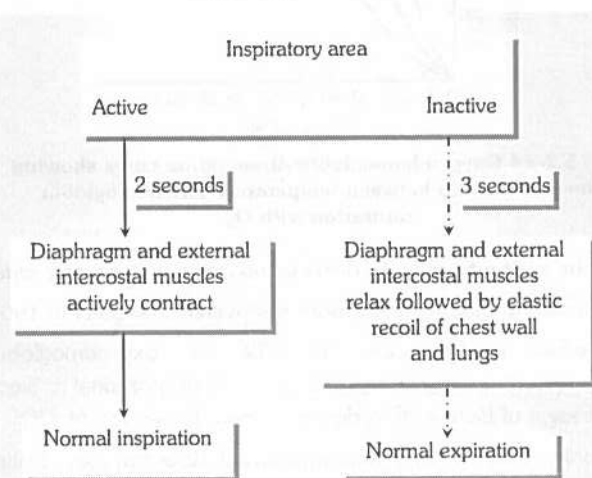 Inspiratory area
Active
Inactive
2 seconds
3 seconds
Diaphragm and external
intercostal muscles
actively contract
Diaphragm and external
intercostal muscles
relax followed by elastic
recoil of chest wall
and lungs
Normal inspiration
Normal expiration